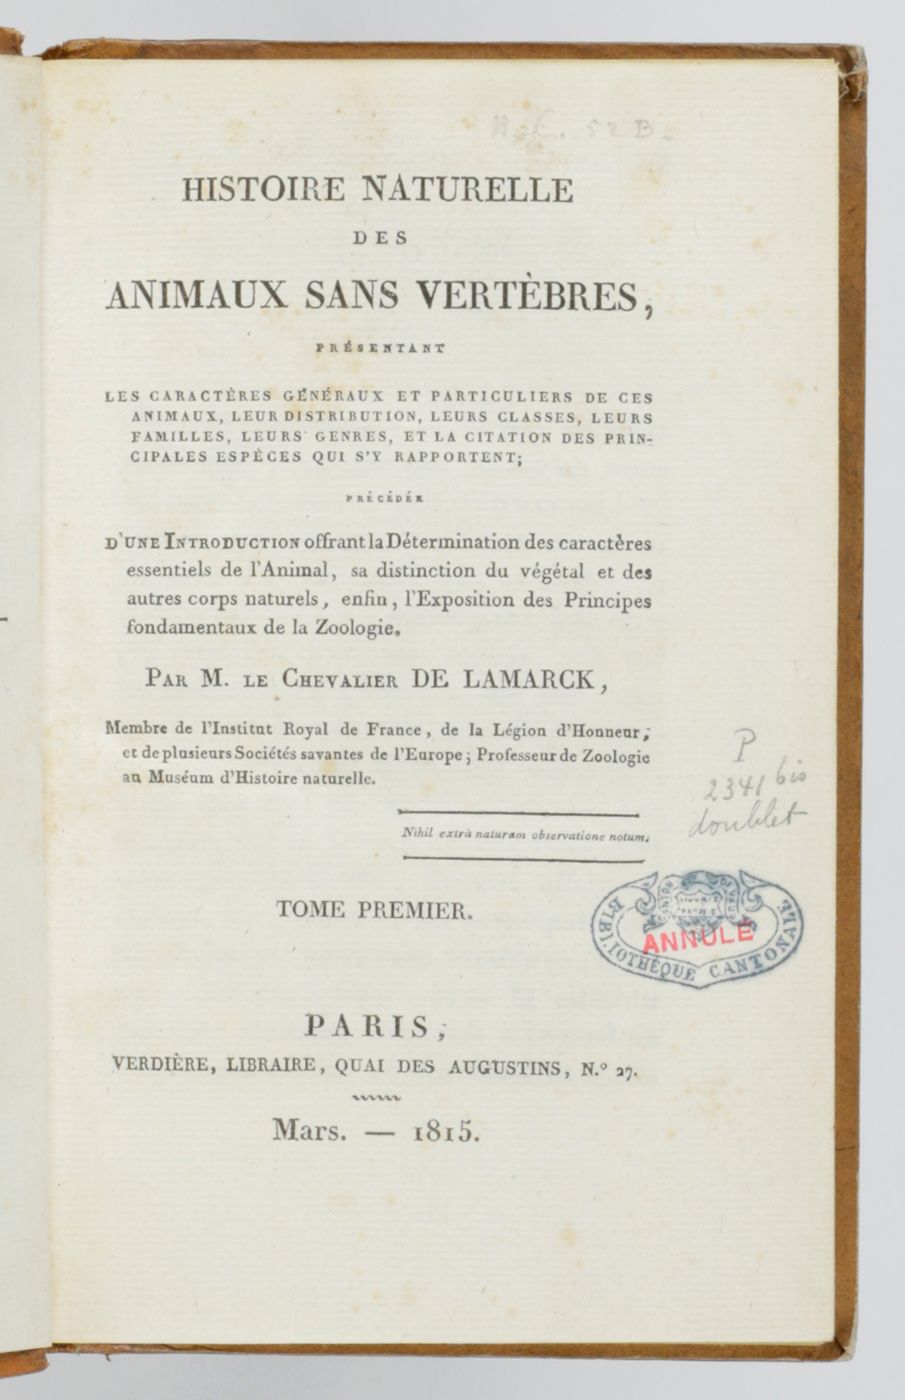 HISTOIRE NATURELLE
DES
ANIMAUX SANS VERTÈBRES,
PRÉSENTANT
LES CARACTÈRES GÉNÉRAUX ET PARTICULIERS DE CES
ANIMAUX, LEUR DISTRIBUTION, LEURS CLASSES, LEURS
FAMILLES, LEURS GENRES, ET LA CITATION DES PRIN-
CIPALES ESPÈCES QUI S'Y RAPPORTENT;
PRÉCÉDÉE
D'UNE INTRODUCTION offrant la Détermination des caractères
essentiels de l'Animal, sa distinction du végétal et des
autres corps naturels, enfin, l'Exposition des Principes
fondamentaux de la Zoologie.
PAR M. LE CHEVALIER DE LAMARCK,
Membre de l'Institut Royal de France, de la Légion d'Honneur,
et de plusieurs Sociétés savantes de l'Europe; Professeur de Zoologie
au Muséum d'Histoire naturelle.
P
2341 bis
doublet
Nihil extrà naturam observatione notum.
TOME PREMIER.
BIBLIOTHÈQUE CANTONALE
ANNULÉ
PARIS,
VERDIÈRE, LIBRAIRE, QUAI DES AUGUSTINS, N.° 27.
Mars. — 1815.